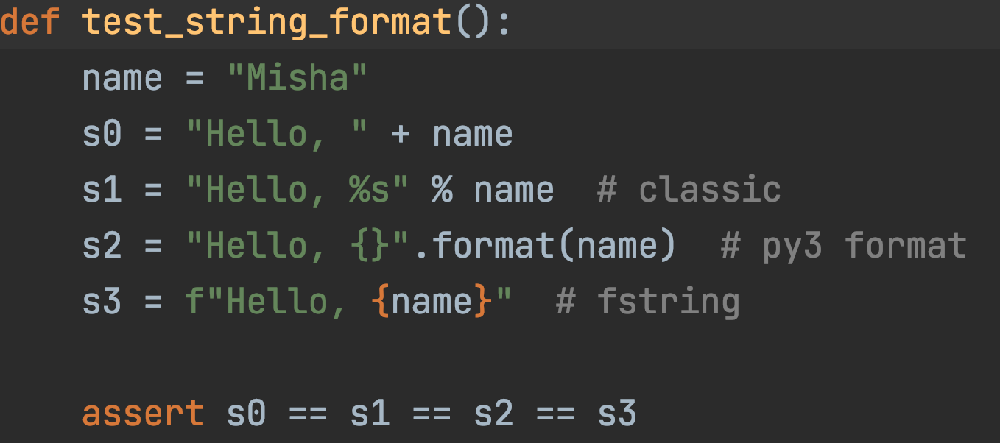 def test_string_format():
    name = "Misha"
    s0 = "Hello, " + name
    s1 = "Hello, %s" % name  # classic
    s2 = "Hello, {}".format(name)  # py3 format
    s3 = f"Hello, {name}"  # fstring

    assert s0 == s1 == s2 == s3